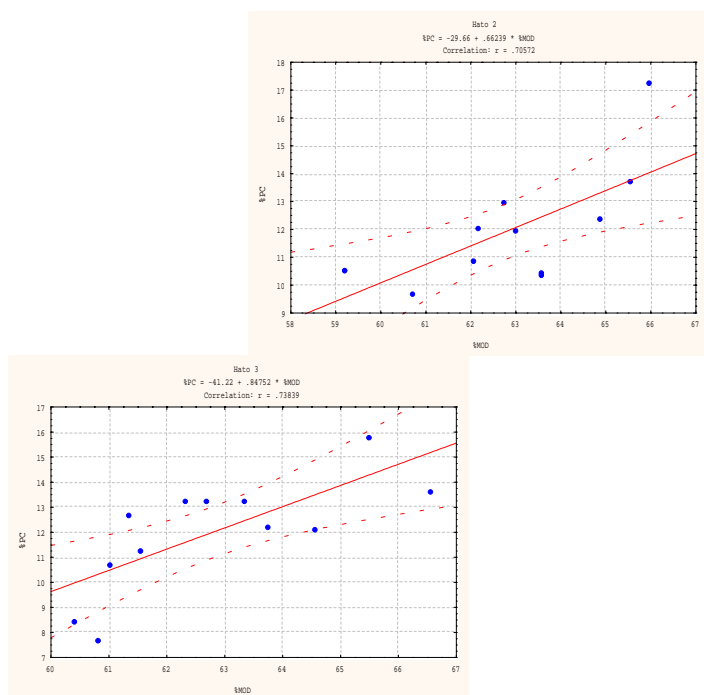 Hato 2
%PC = -29.66 + .66239 * %MOD
Correlation: r = .70572
18
17
16
15
14
13
12
11
10
9
%PC
58 59 60 61 62 63 64 65 66 67
%MOD
Hato 3
%PC = -41.22 + .84752 * %MOD
Correlation: r = .73839
17
16
15
14
13
12
11
10
9
8
7
%PC
60 61 62 63 64 65 66 67
%MOD